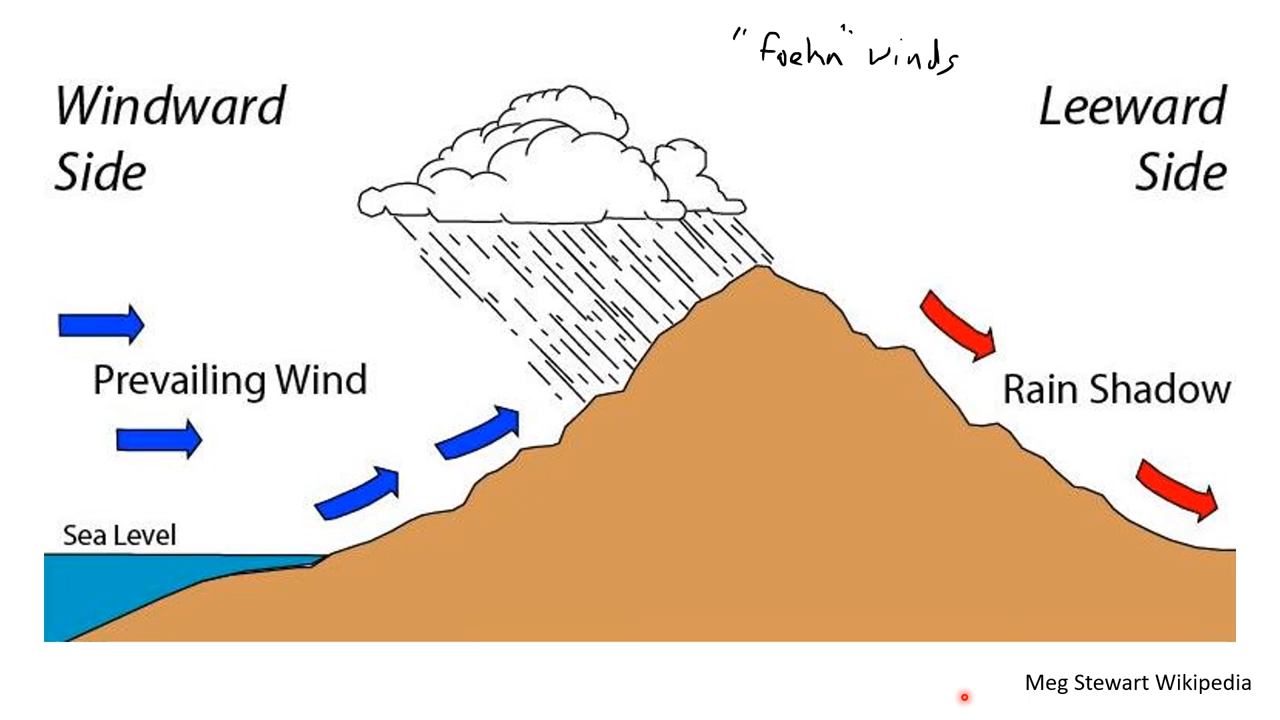 "foehn" winds
Windward
Side
Leeward
Side
Prevailing Wind
Rain Shadow
Sea Level
Meg Stewart Wikipedia